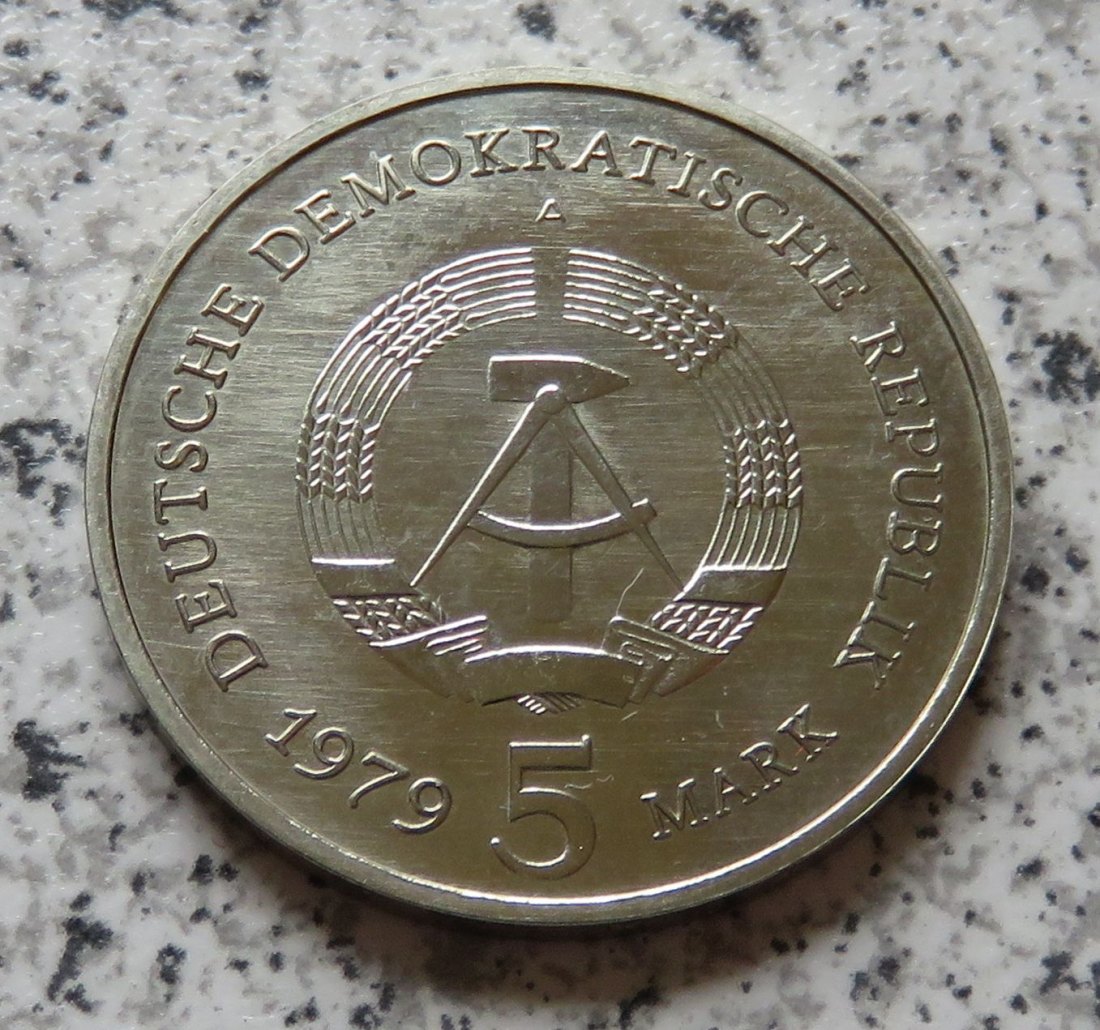 DEUTSCHE DEMOKRATISCHE REPUBLIK
A
1979 5 MARK